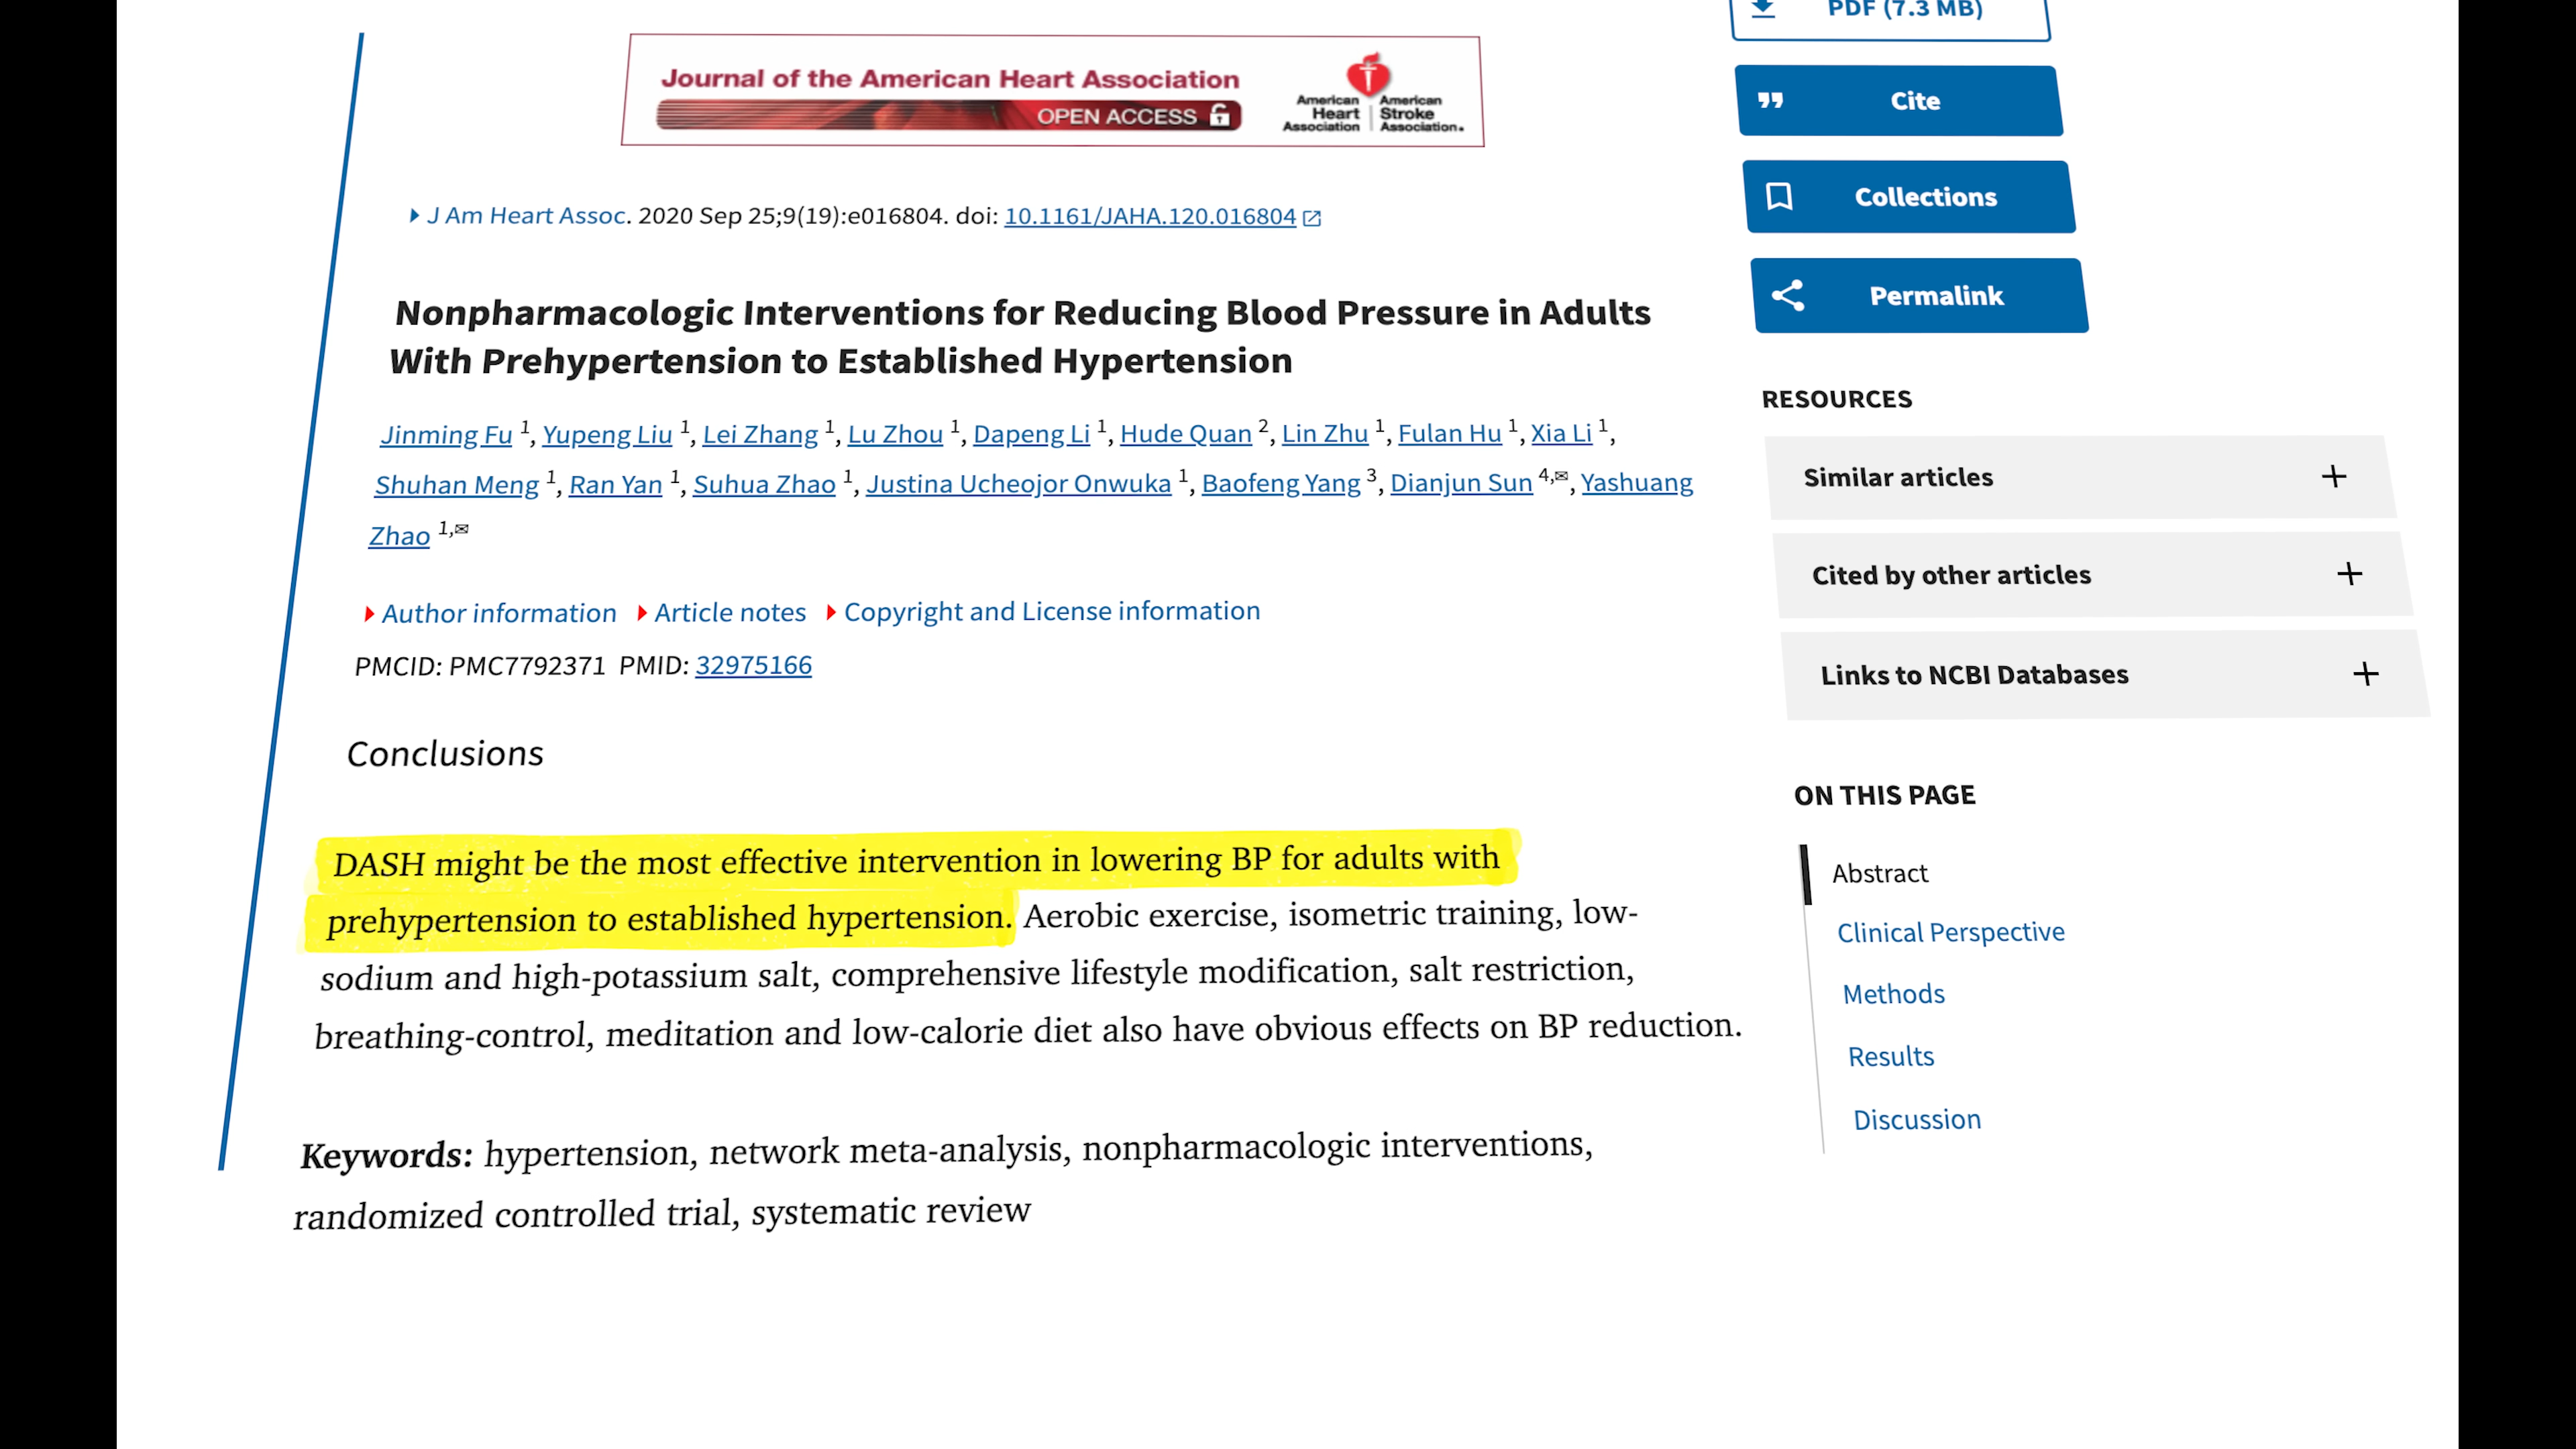 PDF (7.3 MB)
Journal of the American Heart Association
OPEN ACCESS
American Heart Association
American Stroke Association.
Cite
Collections
Permalink
J Am Heart Assoc. 2020 Sep 25;9(19):e016804. doi: 10.1161/JAHA.120.016804
Nonpharmacologic Interventions for Reducing Blood Pressure in Adults
With Prehypertension to Established Hypertension
Jinming Fu 1, Yupeng Liu 1, Lei Zhang 1, Lu Zhou 1, Dapeng Li 1, Hude Quan 2, Lin Zhu 1, Fulan Hu 1, Xia Li 1,
Shuhan Meng 1, Ran Yan 1, Suhua Zhao 1, Justina Ucheojor Onwuka 1, Baofeng Yang 3, Dianjun Sun 4,✉, Yashuang
Zhao 1,✉
Author information Article notes Copyright and License information
PMCID: PMC7792371 PMID: 32975166
Conclusions
DASH might be the most effective intervention in lowering BP for adults with
prehypertension to established hypertension. Aerobic exercise, isometric training, low-
sodium and high-potassium salt, comprehensive lifestyle modification, salt restriction,
breathing-control, meditation and low-calorie diet also have obvious effects on BP reduction.
Keywords: hypertension, network meta-analysis, nonpharmacologic interventions,
randomized controlled trial, systematic review
RESOURCES
Similar articles
Cited by other articles
Links to NCBI Databases
ON THIS PAGE
Abstract
Clinical Perspective
Methods
Results
Discussion